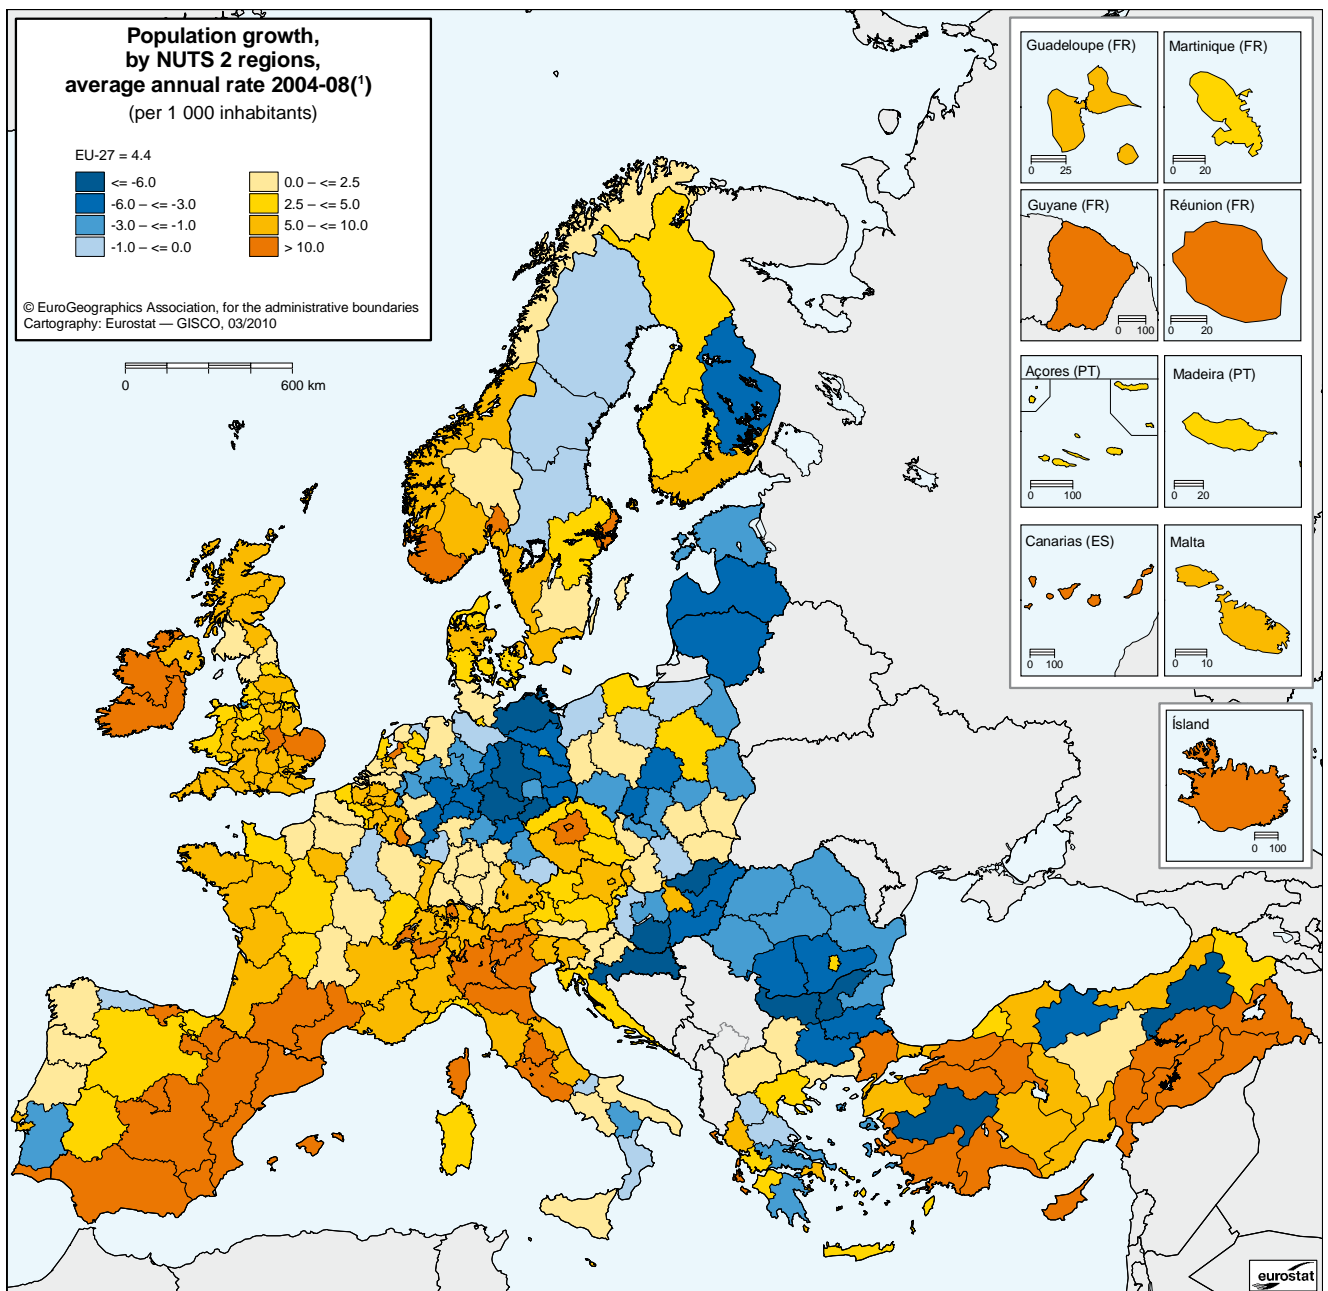 Population growth,
by NUTS 2 regions,
average annual rate 2004-08(¹)
(per 1 000 inhabitants)
EU-27 = 4.4
<= -6.0
-6.0 – <= -3.0
-3.0 – <= -1.0
-1.0 – <= 0.0
0.0 – <= 2.5
2.5 – <= 5.0
5.0 – <= 10.0
> 10.0
© EuroGeographics Association, for the administrative boundaries
Cartography: Eurostat — GISCO, 03/2010
0 600 km
Guadeloupe (FR)
0 25
Martinique (FR)
0 20
Guyane (FR)
0 100
Réunion (FR)
0 20
Açores (PT)
0 100
Madeira (PT)
0 20
Canarias (ES)
0 100
Malta
0 10
Ísland
0 100
eurostat